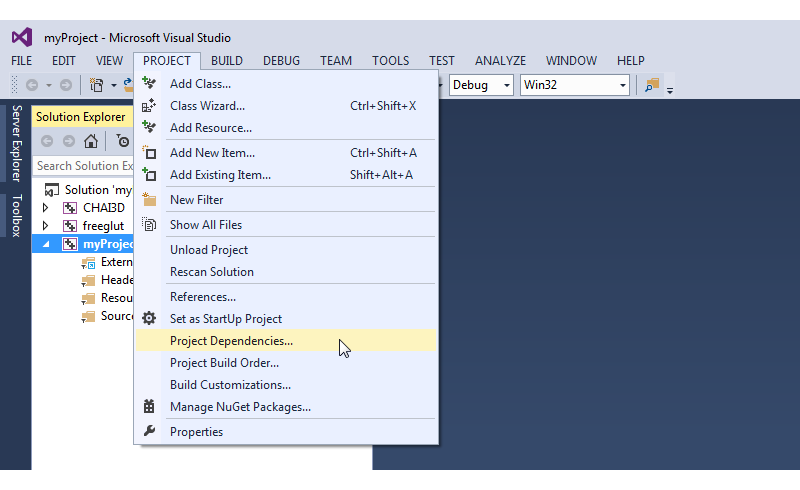 myProject - Microsoft Visual Studio
FILE EDIT VIEW PROJECT BUILD DEBUG TEAM TOOLS TEST ANALYZE WINDOW HELP
Debug Win32
Server Explorer
Toolbox
Solution Explorer
Search Solution Ex
Solution 'my
CHAI3D
freeglut
myProjec
Extern
Heade
Resou
Source
Add Class...
Class Wizard... Ctrl+Shift+X
Add Resource...
Add New Item... Ctrl+Shift+A
Add Existing Item... Shift+Alt+A
New Filter
Show All Files
Unload Project
Rescan Solution
References...
Set as StartUp Project
Project Dependencies...
Project Build Order...
Build Customizations...
Manage NuGet Packages...
Properties